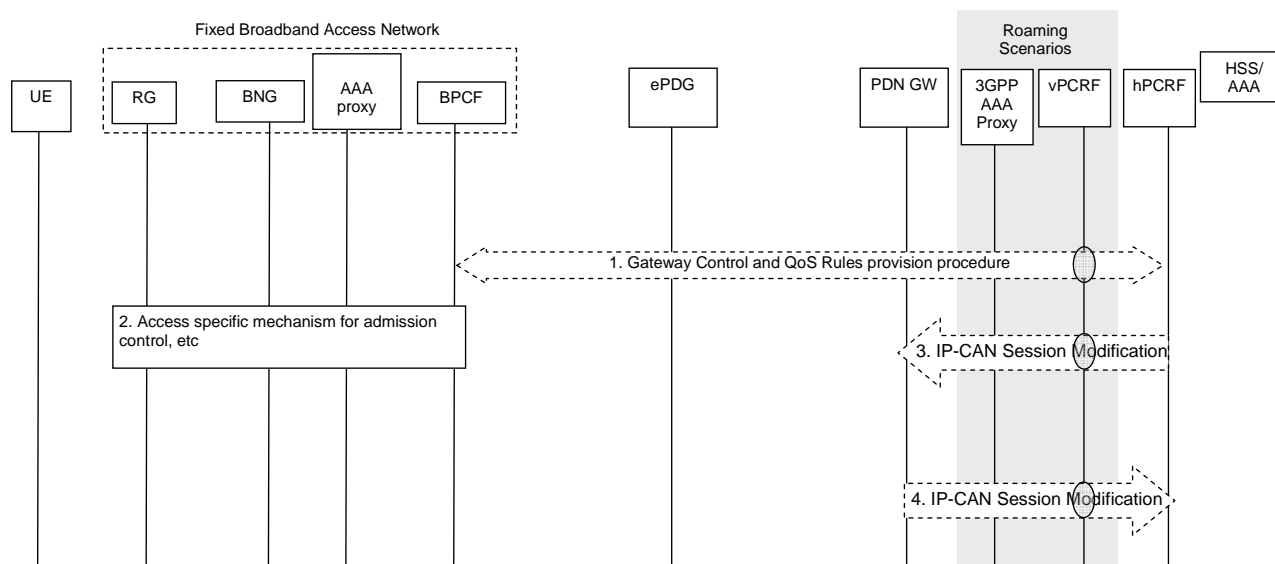 Fixed Broadband Access Network
Roaming
Scenarios
UE
RG
BNG
AAA
proxy
BPCF
ePDG
PDN GW
3GPP
AAA
Proxy
vPCRF
hPCRF
HSS/
AAA
1. Gateway Control and QoS Rules provision procedure
2. Access specific mechanism for admission
control, etc
3. IP-CAN Session Modification
4. IP-CAN Session Modification